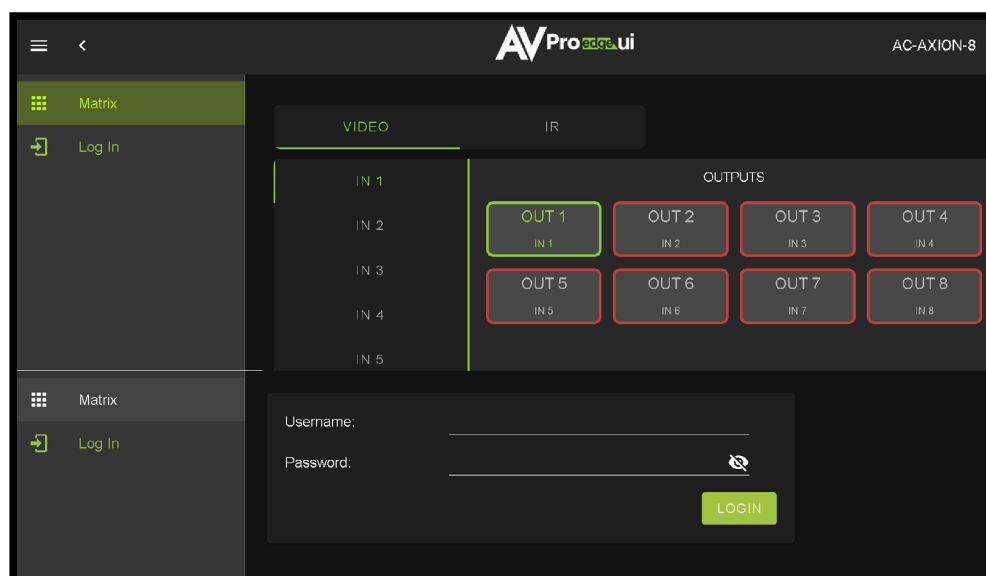 AVPro edge.ui
AC-AXION-8
Matrix
Log In
VIDEO
IR
IN 1
IN 2
IN 3
IN 4
IN 5
OUTPUTS
OUT 1
IN 1
OUT 2
IN 2
OUT 3
IN 3
OUT 4
IN 4
OUT 5
IN 5
OUT 6
IN 6
OUT 7
IN 7
OUT 8
IN 8
Matrix
Log In
Username:
Password:
LOGIN